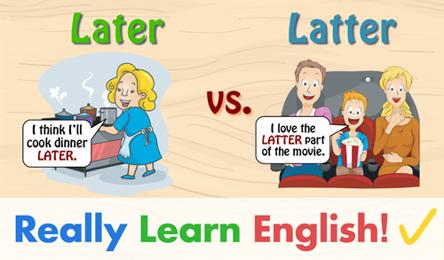 Later
Latter
vs.
I think I'll
cook dinner
LATER.
I love the
LATTER part
of the movie.
Really Learn English!